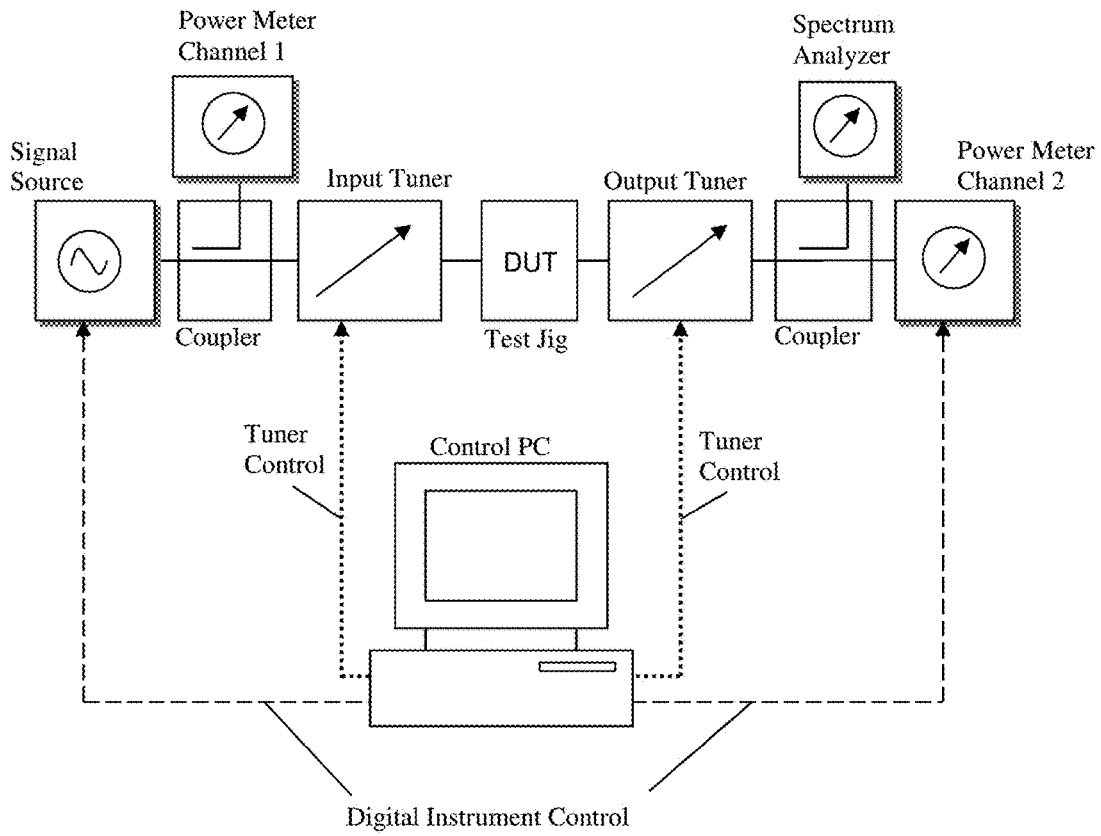 Power Meter
Channel 1
Spectrum
Analyzer
Signal
Source
Input Tuner
Output Tuner
Power Meter
Channel 2
DUT
Coupler
Test Jig
Coupler
Tuner
Control
Control PC
Tuner
Control
Digital Instrument Control